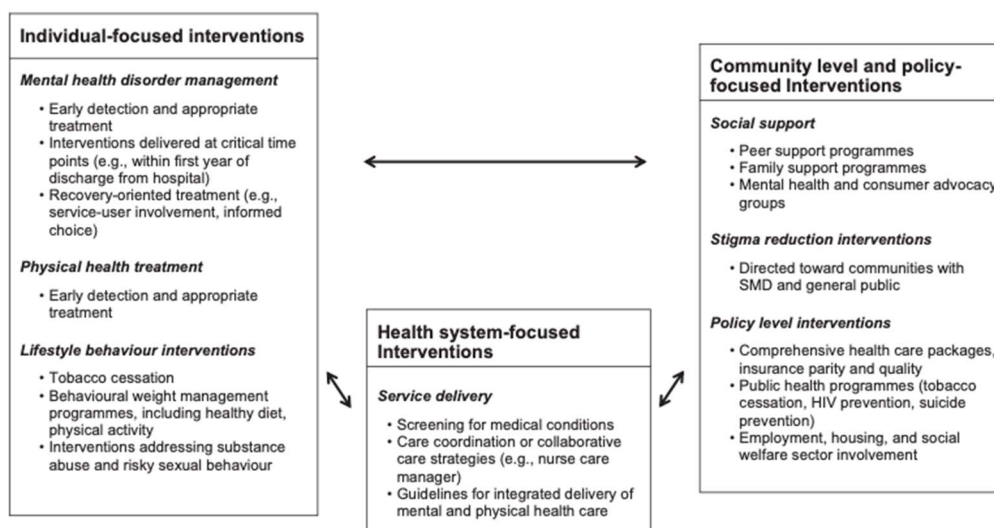 Individual-focused interventions
Mental health disorder management
• Early detection and appropriate
treatment
• Interventions delivered at critical time
points (e.g., within first year of
discharge from hospital)
• Recovery-oriented treatment (e.g.,
service-user involvement, informed
choice)
Physical health treatment
• Early detection and appropriate
treatment
Lifestyle behaviour interventions
• Tobacco cessation
• Behavioural weight management
programmes, including healthy diet,
physical activity
• Interventions addressing substance
abuse and risky sexual behaviour
Health system-focused
Interventions
Service delivery
• Screening for medical conditions
• Care coordination or collaborative
care strategies (e.g., nurse care
manager)
• Guidelines for integrated delivery of
mental and physical health care
Community level and policy-
focused Interventions
Social support
• Peer support programmes
• Family support programmes
• Mental health and consumer advocacy
groups
Stigma reduction interventions
• Directed toward communities with
SMD and general public
Policy level interventions
• Comprehensive health care packages,
insurance parity and quality
• Public health programmes (tobacco
cessation, HIV prevention, suicide
prevention)
• Employment, housing, and social
welfare sector involvement